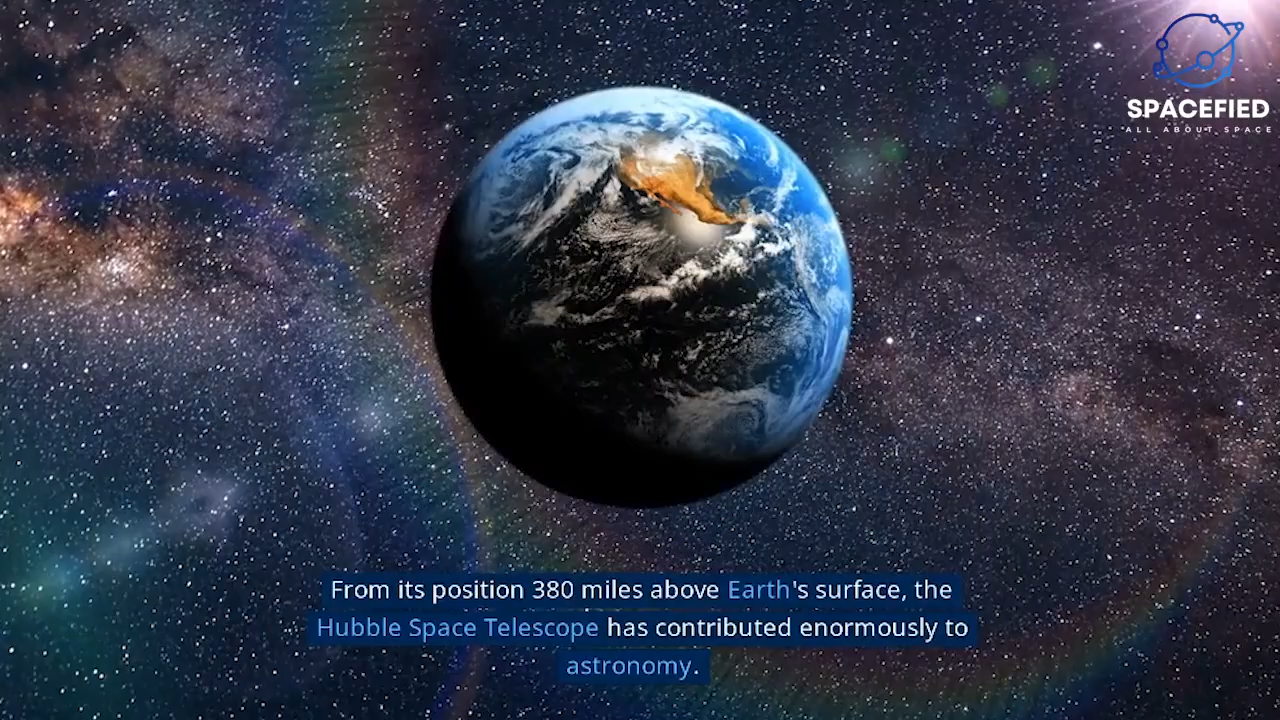 SPACEFIED
ALL ABOUT SPACE
From its position 380 miles above Earth's surface, the
Hubble Space Telescope has contributed enormously to
astronomy.